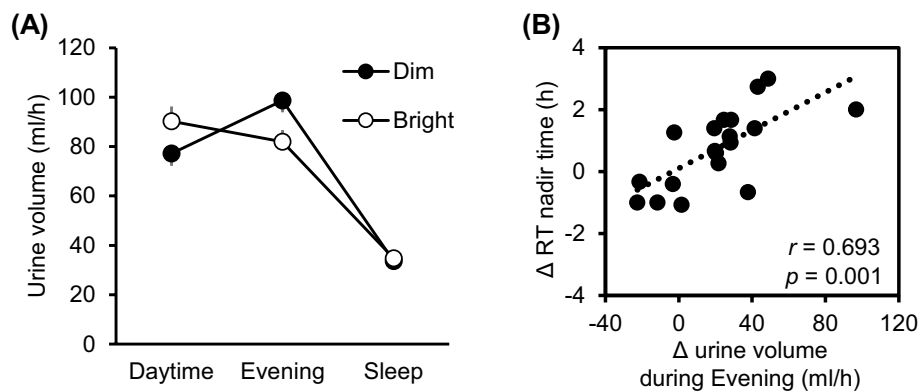 (A)
120
100
80
60
40
20
0
Urine volume (ml/h)
Dim
Bright
Daytime
Evening
Sleep
(B)
4
2
0
-2
-4
Δ RT nadir time (h)
r = 0.693
p = 0.001
-40
0
40
80
120
Δ urine volume
during Evening (ml/h)